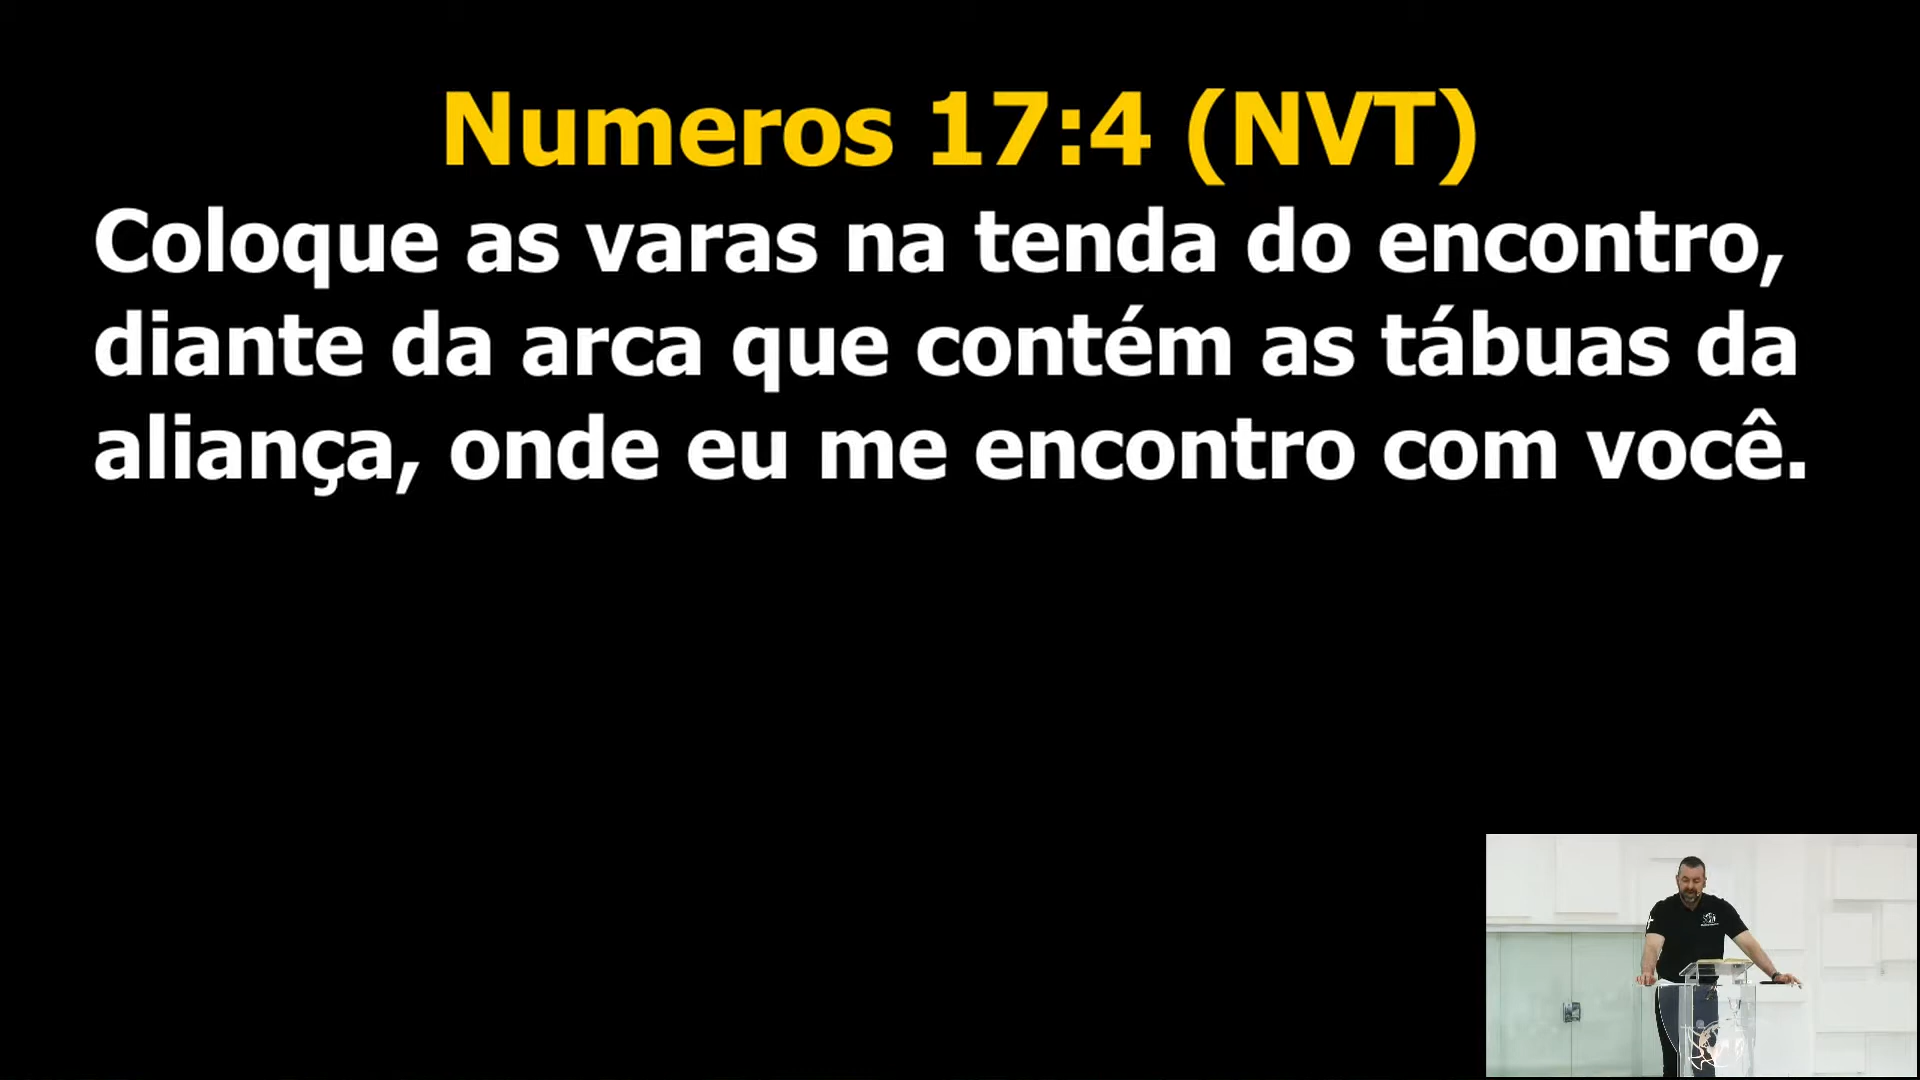 Numeros 17:4 (NVT)
Coloque as varas na tenda do encontro,
diante da arca que contém as tábuas da
aliança, onde eu me encontro com você.